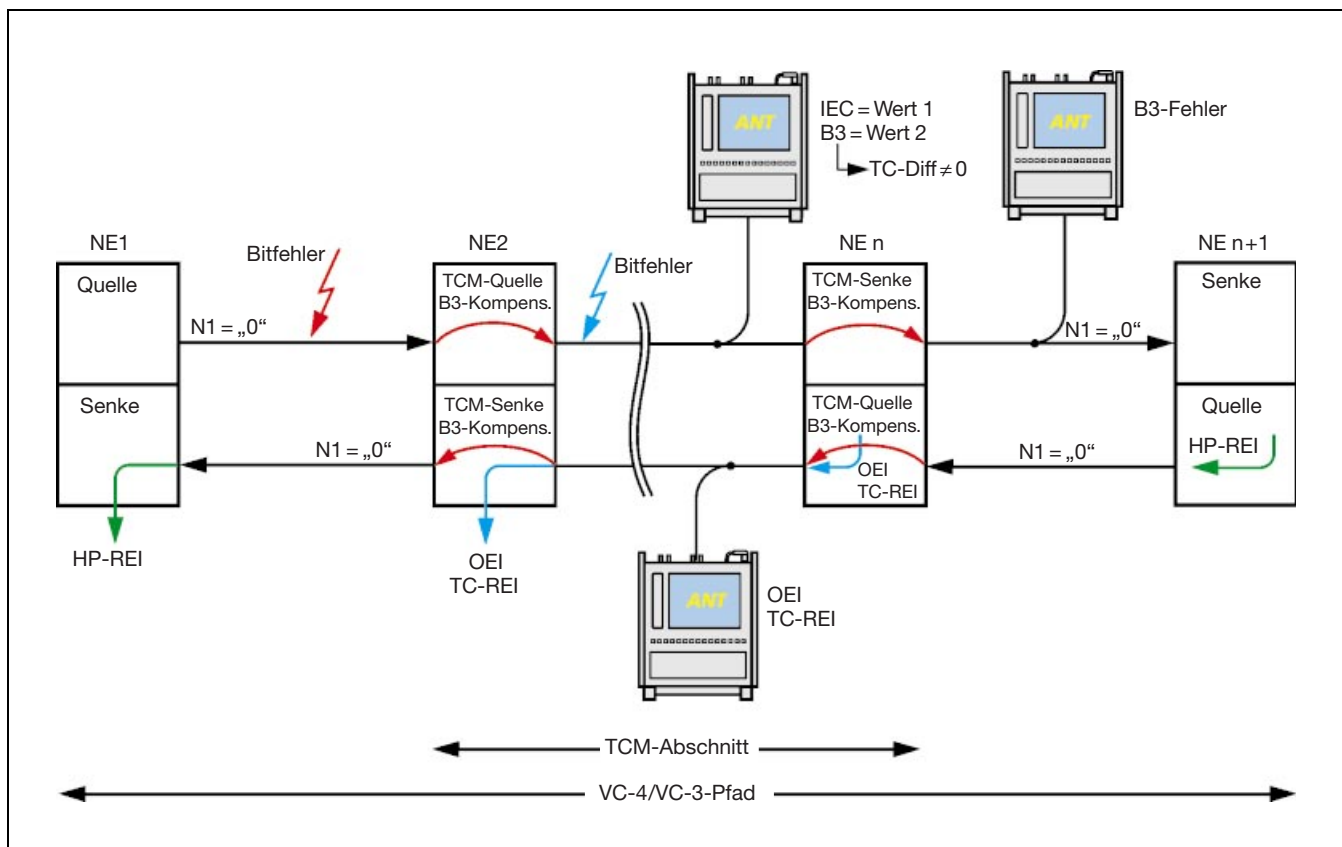 ANT
IEC = Wert 1
B3 = Wert 2
TC-Diff ≠ 0
ANT
B3-Fehler
NE1
Bitfehler
NE2
Bitfehler
NE n
NE n+1
Quelle
N1 = „0“
TCM-Quelle
B3-Kompens.
TCM-Senke
B3-Kompens.
N1 = „0“
Senke
Senke
N1 = „0“
TCM-Senke
B3-Kompens.
TCM-Quelle
B3-Kompens.
OEI
TC-REI
N1 = „0“
Quelle
HP-REI
HP-REI
OEI
TC-REI
ANT
OEI
TC-REI
TCM-Abschnitt
VC-4/VC-3-Pfad